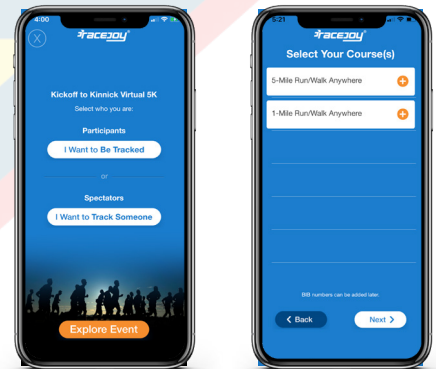 4:00
X
racejoy
Kickoff to Kinnick Virtual 5K
Select who you are:
Participants
I Want to Be Tracked
or
Spectators
I Want to Track Someone
Explore Event
5:21
racejoy
Select Your Course(s)
5-Mile Run/Walk Anywhere
1-Mile Run/Walk Anywhere
BIB numbers can be added later.
Back
Next